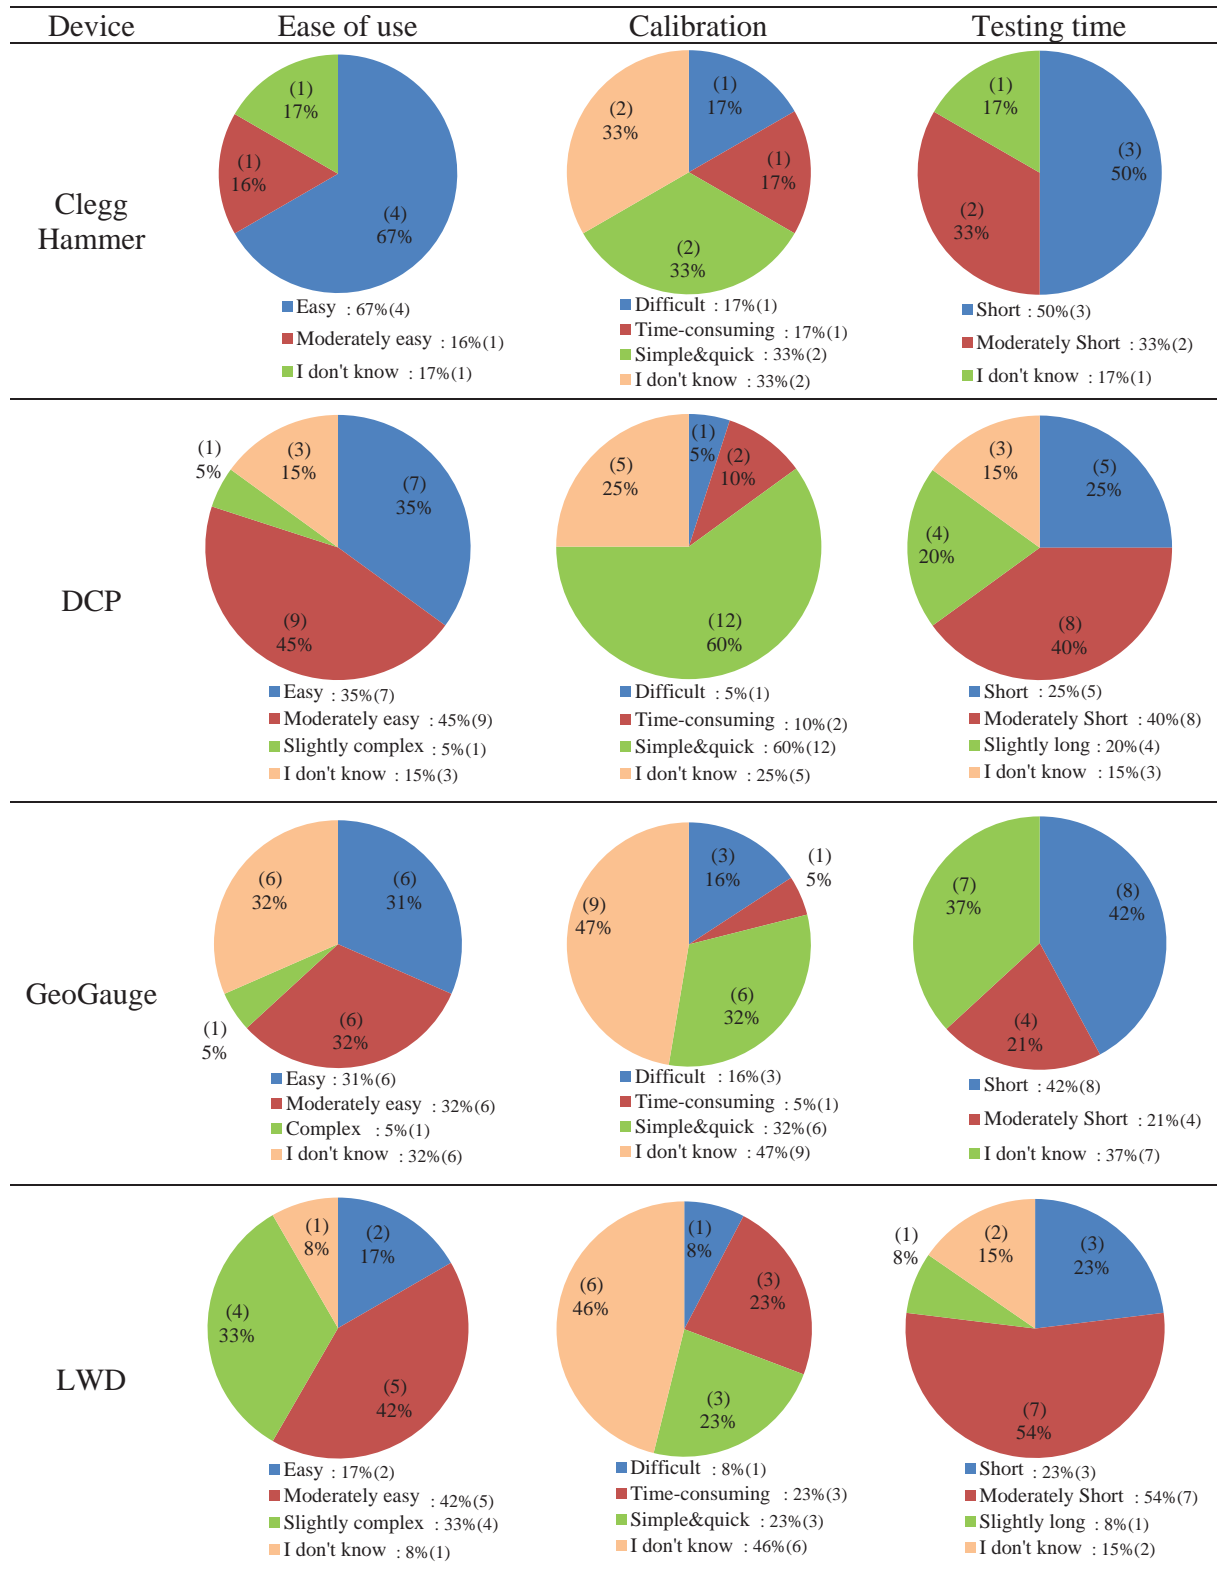 Device Ease of use Calibration Testing time
Clegg
Hammer
(1)
17%
(1)
16%
(4)
67%
Easy : 67%(4)
Moderately easy : 16%(1)
I don't know : 17%(1)
(1)
17%
(2)
33%
(1)
17%
(2)
33%
Difficult : 17%(1)
Time-consuming : 17%(1)
Simple&quick : 33%(2)
I don't know : 33%(2)
(1)
17%
(3)
50%
(2)
33%
Short : 50%(3)
Moderately Short : 33%(2)
I don't know : 17%(1)
DCP
(1)
5%
(3)
15%
(7)
35%
(9)
45%
Easy : 35%(7)
Moderately easy : 45%(9)
Slightly complex : 5%(1)
I don't know : 15%(3)
(1)
5%
(2)
10%
(5)
25%
(12)
60%
Difficult : 5%(1)
Time-consuming : 10%(2)
Simple&quick : 60%(12)
I don't know : 25%(5)
(3)
15%
(5)
25%
(4)
20%
(8)
40%
Short : 25%(5)
Moderately Short : 40%(8)
Slightly long : 20%(4)
I don't know : 15%(3)
GeoGauge
(6)
32%
(6)
31%
(1)
5%
(6)
32%
Easy : 31%(6)
Moderately easy : 32%(6)
Complex : 5%(1)
I don't know : 32%(6)
(3)
16%
(1)
5%
(9)
47%
(6)
32%
Difficult : 16%(3)
Time-consuming : 5%(1)
Simple&quick : 32%(6)
I don't know : 47%(9)
(7)
37%
(8)
42%
(4)
21%
Short : 42%(8)
Moderately Short : 21%(4)
I don't know : 37%(7)
LWD
(1)
8%
(2)
17%
(4)
33%
(5)
42%
Easy : 17%(2)
Moderately easy : 42%(5)
Slightly complex : 33%(4)
I don't know : 8%(1)
(1)
8%
(3)
23%
(6)
46%
(3)
23%
Difficult : 8%(1)
Time-consuming : 23%(3)
Simple&quick : 23%(3)
I don't know : 46%(6)
(1)
8%
(2)
15%
(3)
23%
(7)
54%
Short : 23%(3)
Moderately Short : 54%(7)
Slightly long : 8%(1)
I don't know : 15%(2)